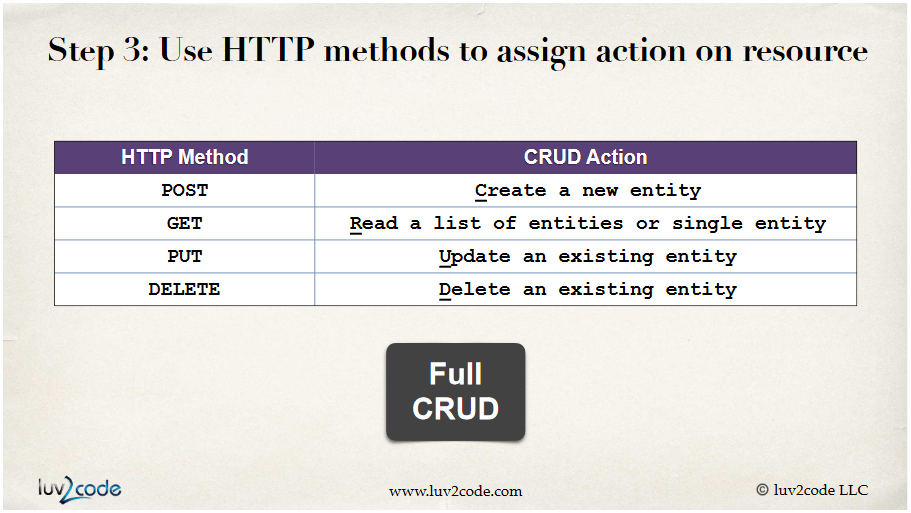 Step 3: Use HTTP methods to assign action on resource
HTTP Method CRUD Action
POST Create a new entity
GET Read a list of entities or single entity
PUT Update an existing entity
DELETE Delete an existing entity
Full
CRUD
luv2code www.luv2code.com © luv2code LLC